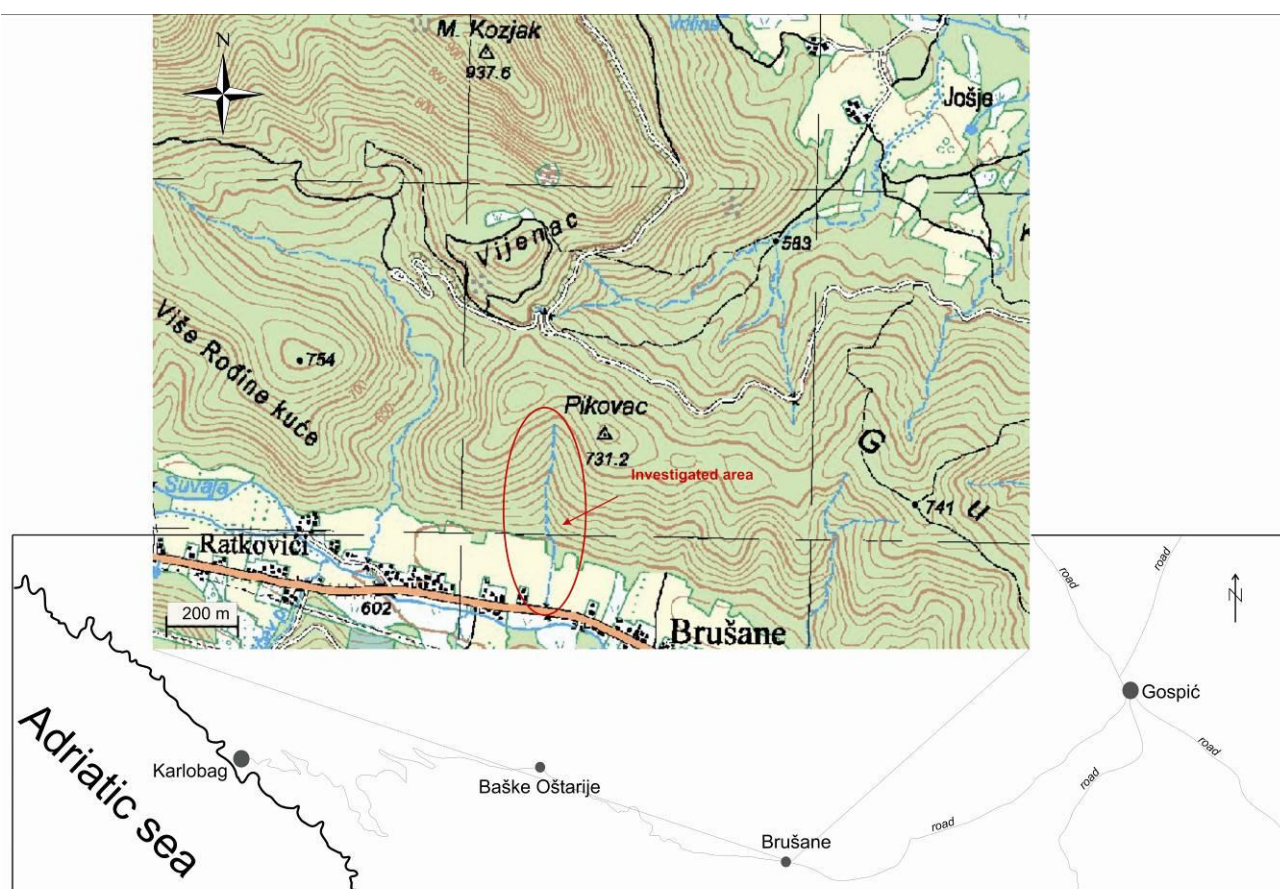 N
M. Kozjak
937.6
Jošje
Vijenac
583
Više Rodine kuće
754
Pikovac
731.2
Investigated area
G
u
741
Suvaja
Ratkovići
602
200 m
Brušane
road
road
N
Gospić
Adriatic sea
Karlobag
Baške Oštarije
Brušane
road
road
road